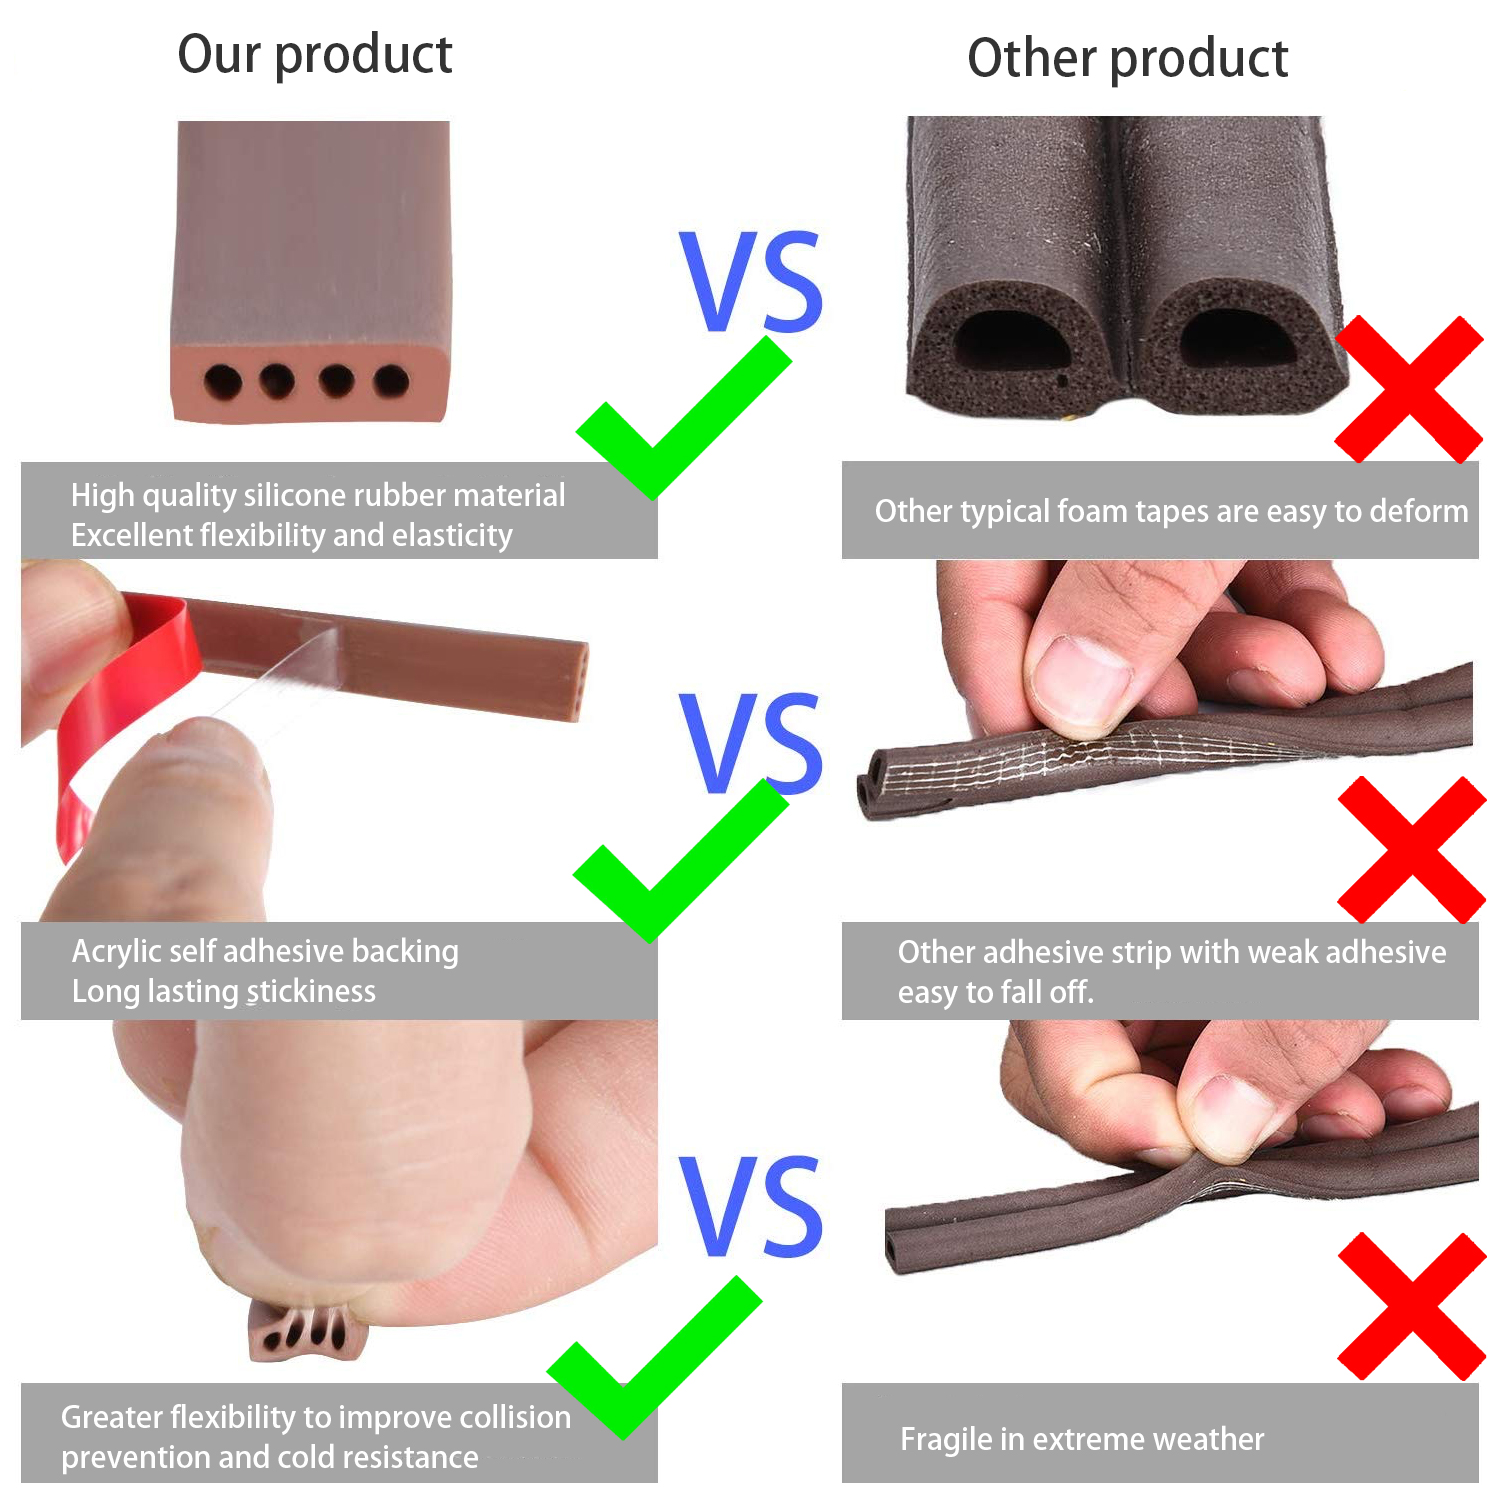 Our product
Other product
VS
High quality silicone rubber material
Excellent flexibility and elasticity
Other typical foam tapes are easy to deform
VS
Acrylic self adhesive backing
Long lasting stickiness
Other adhesive strip with weak adhesive
easy to fall off.
VS
Greater flexibility to improve collision
prevention and cold resistance
Fragile in extreme weather